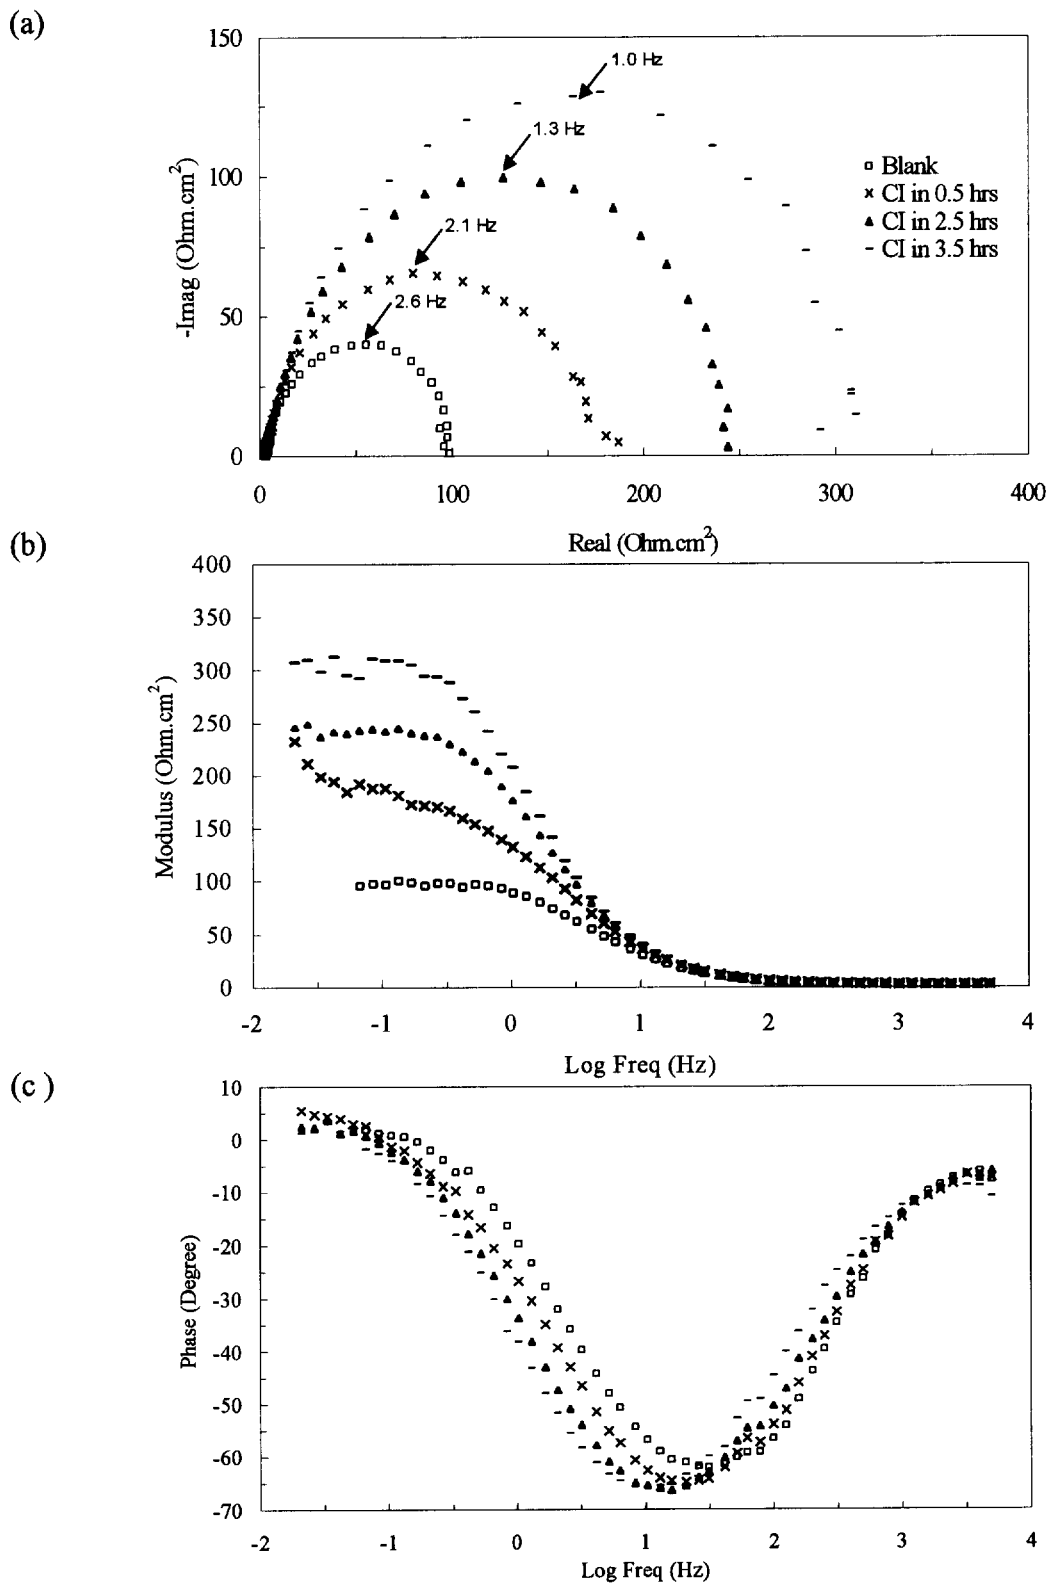 (a)
150
100
50
0
-Imag (Ohm.cm²)
1.0 Hz
1.3 Hz
2.1 Hz
2.6 Hz
Blank
CI in 0.5 hrs
CI in 2.5 hrs
CI in 3.5 hrs
0 100 200 300 400
Real (Ohm.cm²)
(b)
400
350
300
250
200
150
100
50
0
Modulus (Ohm.cm²)
-2 -1 0 1 2 3 4
Log Freq (Hz)
(c )
10
0
-10
-20
-30
-40
-50
-60
-70
Phase (Degree)
-2 -1 0 1 2 3 4
Log Freq (Hz)